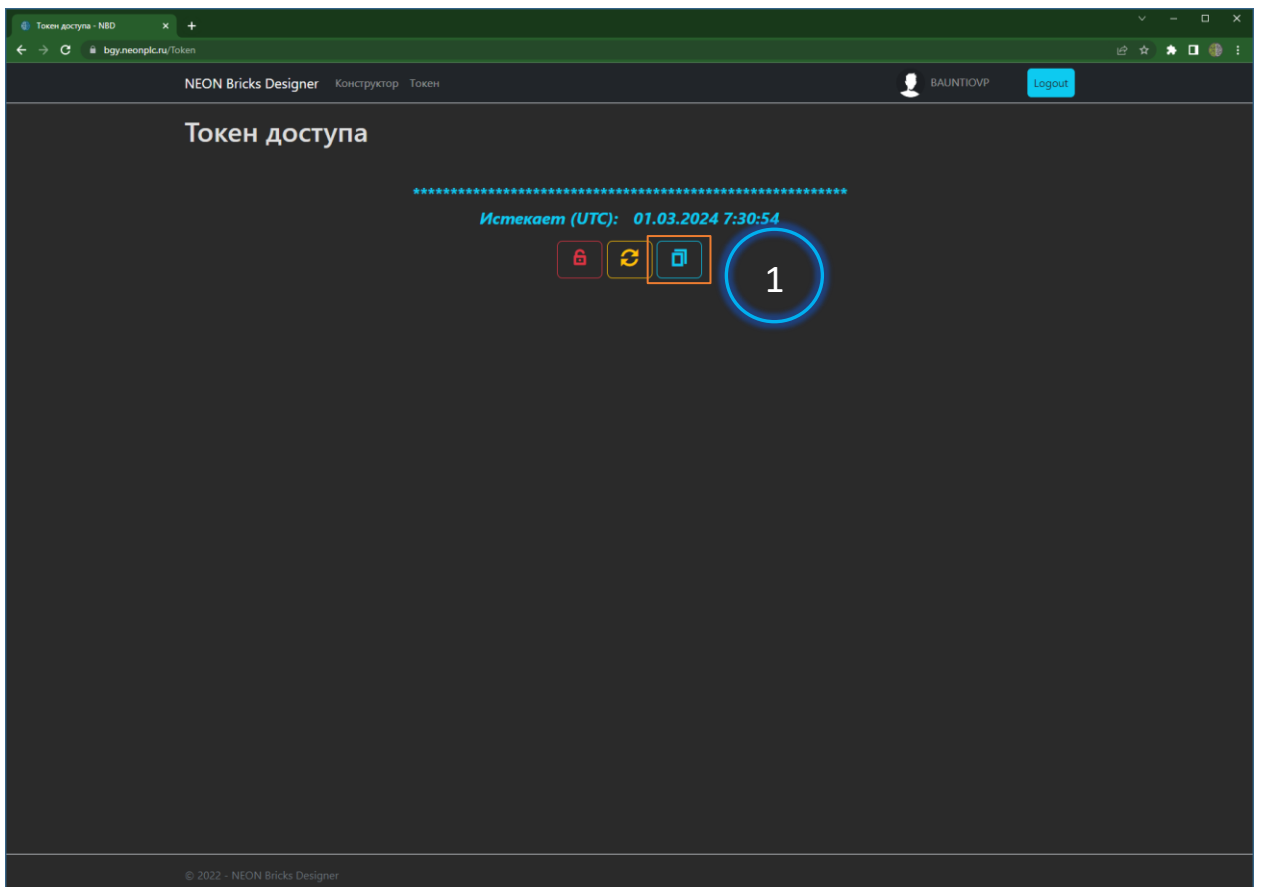 Токен доступа - NBD
bgy.neonplc.ru/Token
NEON Bricks Designer Конструктор Токен BAUNTIOVP Logout
Токен доступа
**********************************************************
Истекает (UTC): 01.03.2024 7:30:54
1
© 2022 - NEON Bricks Designer